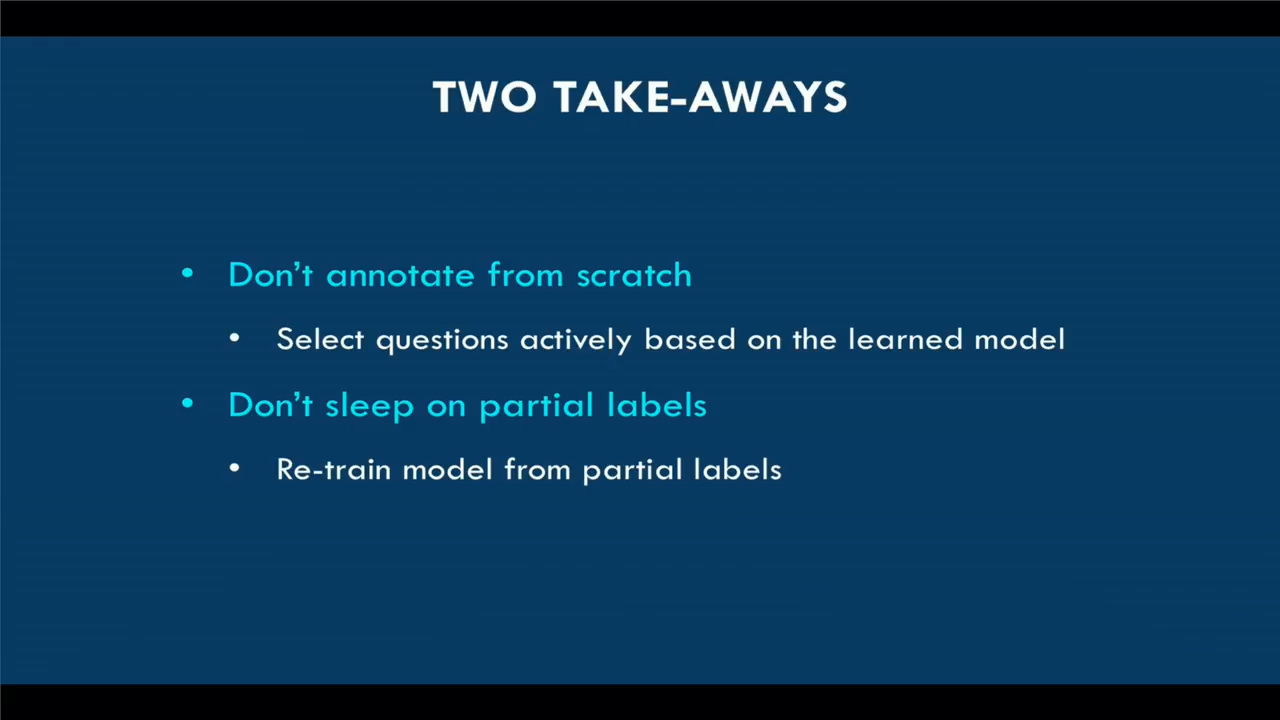 TWO TAKE-AWAYS
• Don't annotate from scratch
• Select questions actively based on the learned model
• Don't sleep on partial labels
• Re-train model from partial labels